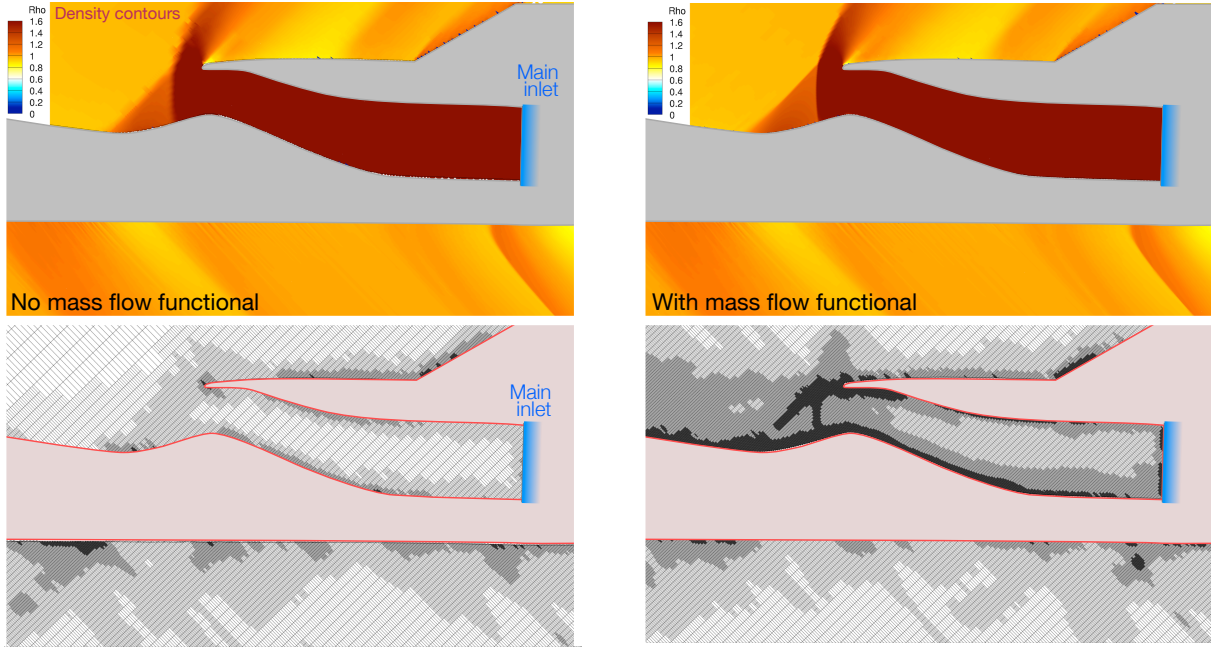 Rho
1.6
1.4
1.2
1
0.8
0.6
0.4
0.2
0
Density contours
Main
inlet
No mass flow functional
Rho
1.6
1.4
1.2
1
0.8
0.6
0.4
0.2
0
With mass flow functional
Main
inlet